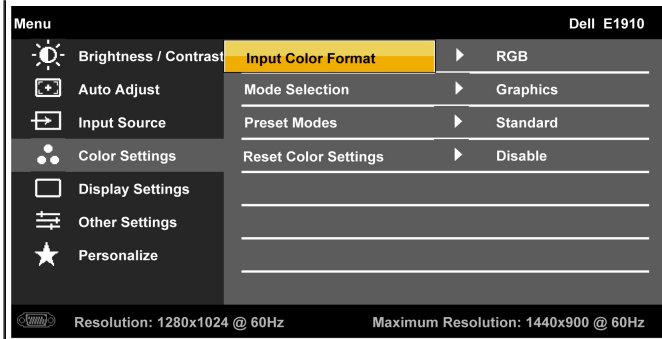 Menu Dell E1910
Brightness / Contrast Input Color Format RGB
Auto Adjust Mode Selection Graphics
Input Source Preset Modes Standard
Color Settings Reset Color Settings Disable
Display Settings
Other Settings
Personalize
Resolution: 1280x1024 @ 60Hz Maximum Resolution: 1440x900 @ 60Hz